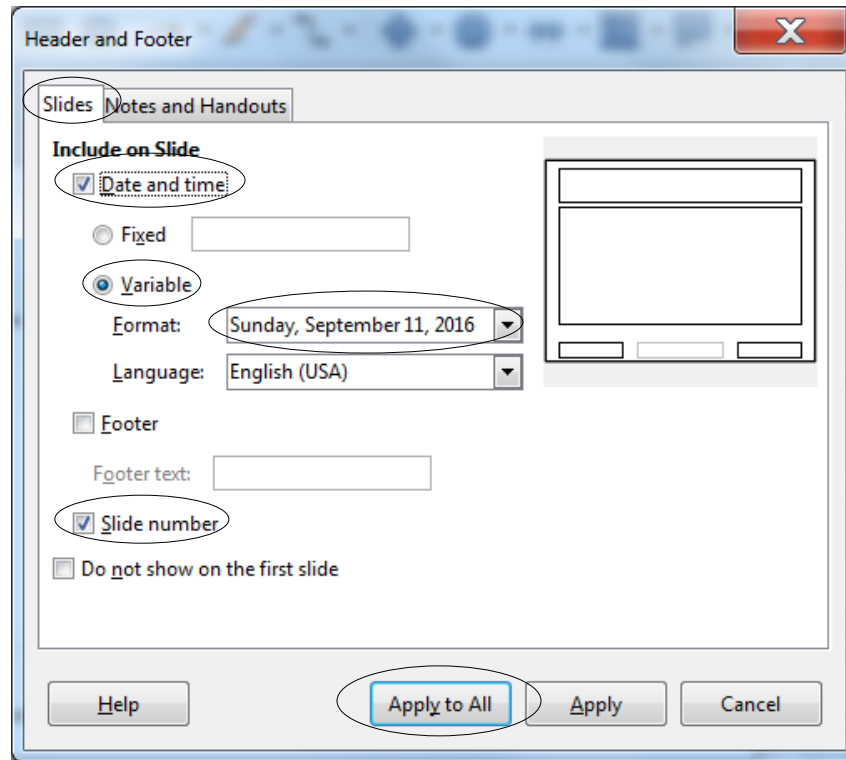 Header and Footer
Slides Notes and Handouts
Include on Slide
Date and time
Fixed
Variable
Format: Sunday, September 11, 2016
Language: English (USA)
Footer
Footer text:
Slide number
Do not show on the first slide
Help Apply to All Apply Cancel